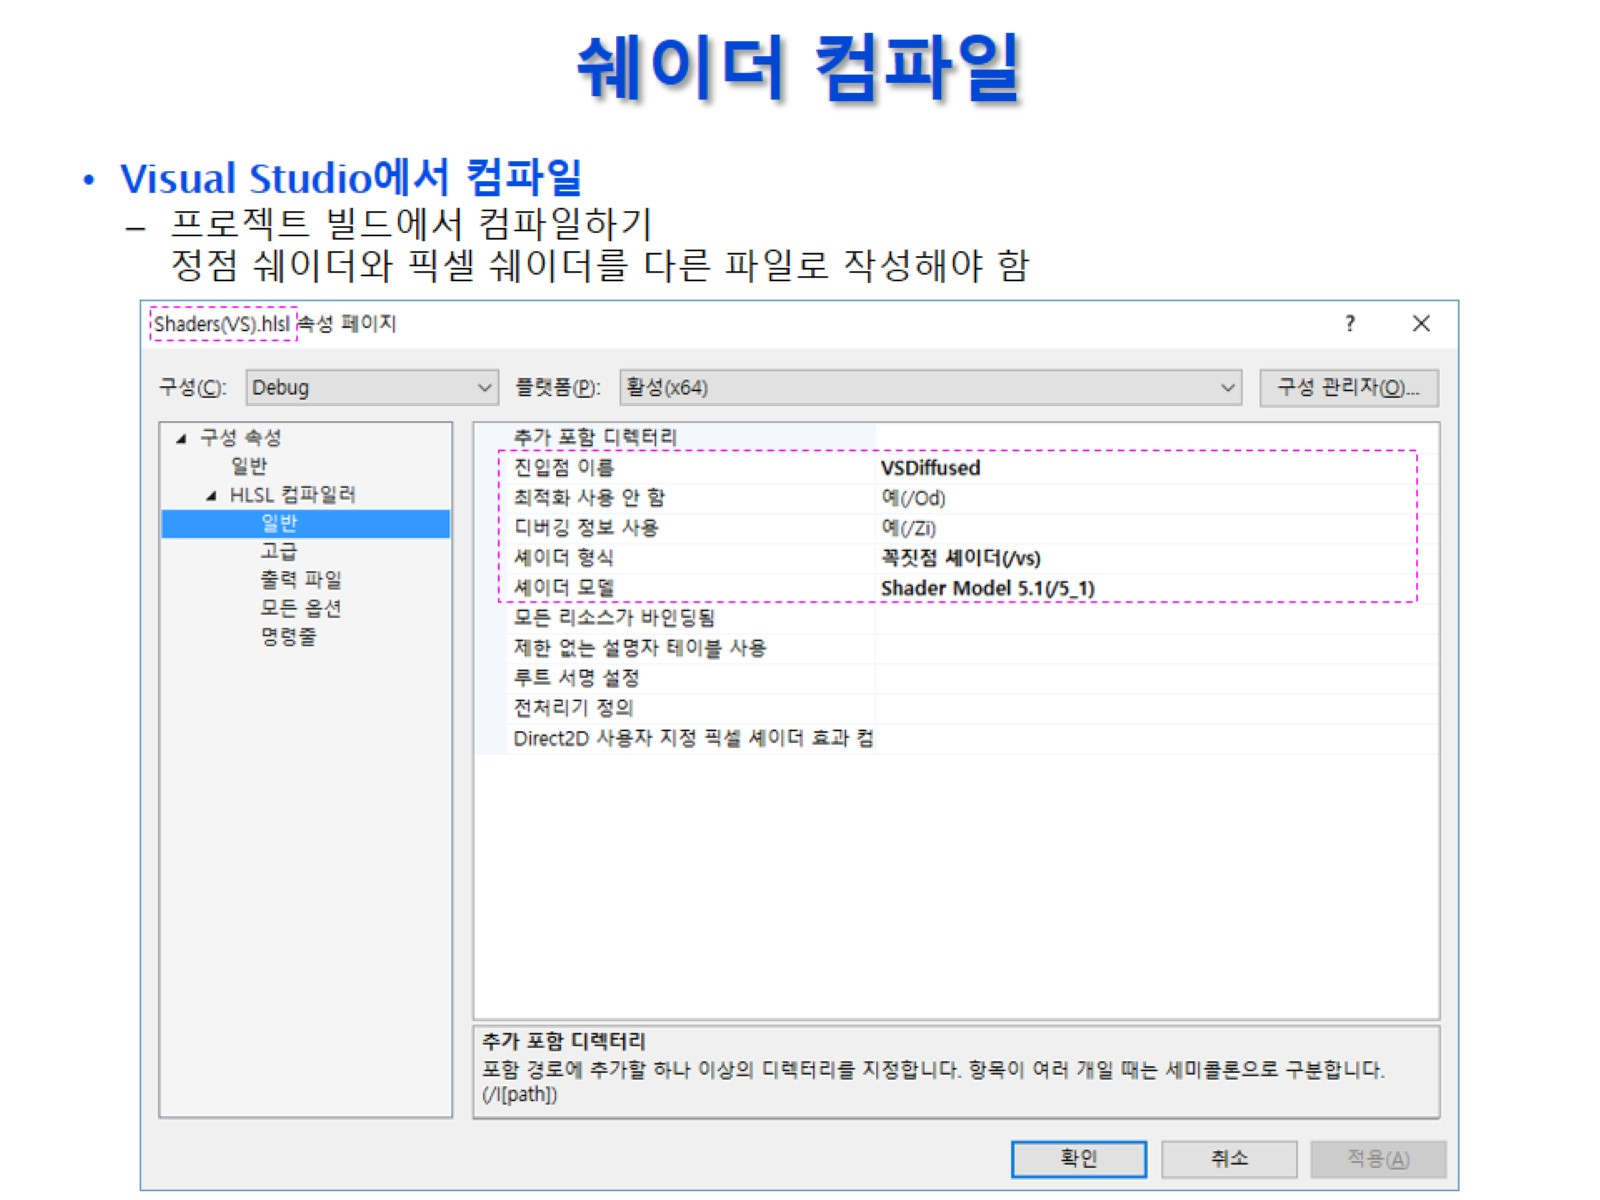 쉐이더 컴파일
• Visual Studio에서 컴파일
– 프로젝트 빌드에서 컴파일하기
정점 쉐이더와 픽셀 쉐이더를 다른 파일로 작성해야 함
Shaders(VS).hlsl 속성 페이지
? ×
구성(C): Debug 플랫폼(P): 활성(x64) 구성 관리자(O)...
구성 속성
일반
HLSL 컴파일러
일반
고급
출력 파일
모든 옵션
명령줄
추가 포함 디렉터리
진입점 이름 VSDiffused
최적화 사용 안 함 예(/Od)
디버깅 정보 사용 예(/Zi)
셰이더 형식 꼭짓점 셰이더(/vs)
셰이더 모델 Shader Model 5.1(/5_1)
모든 리소스가 바인딩됨
제한 없는 설명자 테이블 사용
루트 서명 설정
전처리기 정의
Direct2D 사용자 지정 픽셀 셰이더 효과 컴
추가 포함 디렉터리
포함 경로에 추가할 하나 이상의 디렉터리를 지정합니다. 항목이 여러 개일 때는 세미콜론으로 구분합니다.
(/I[path])
확인 취소 적용(A)